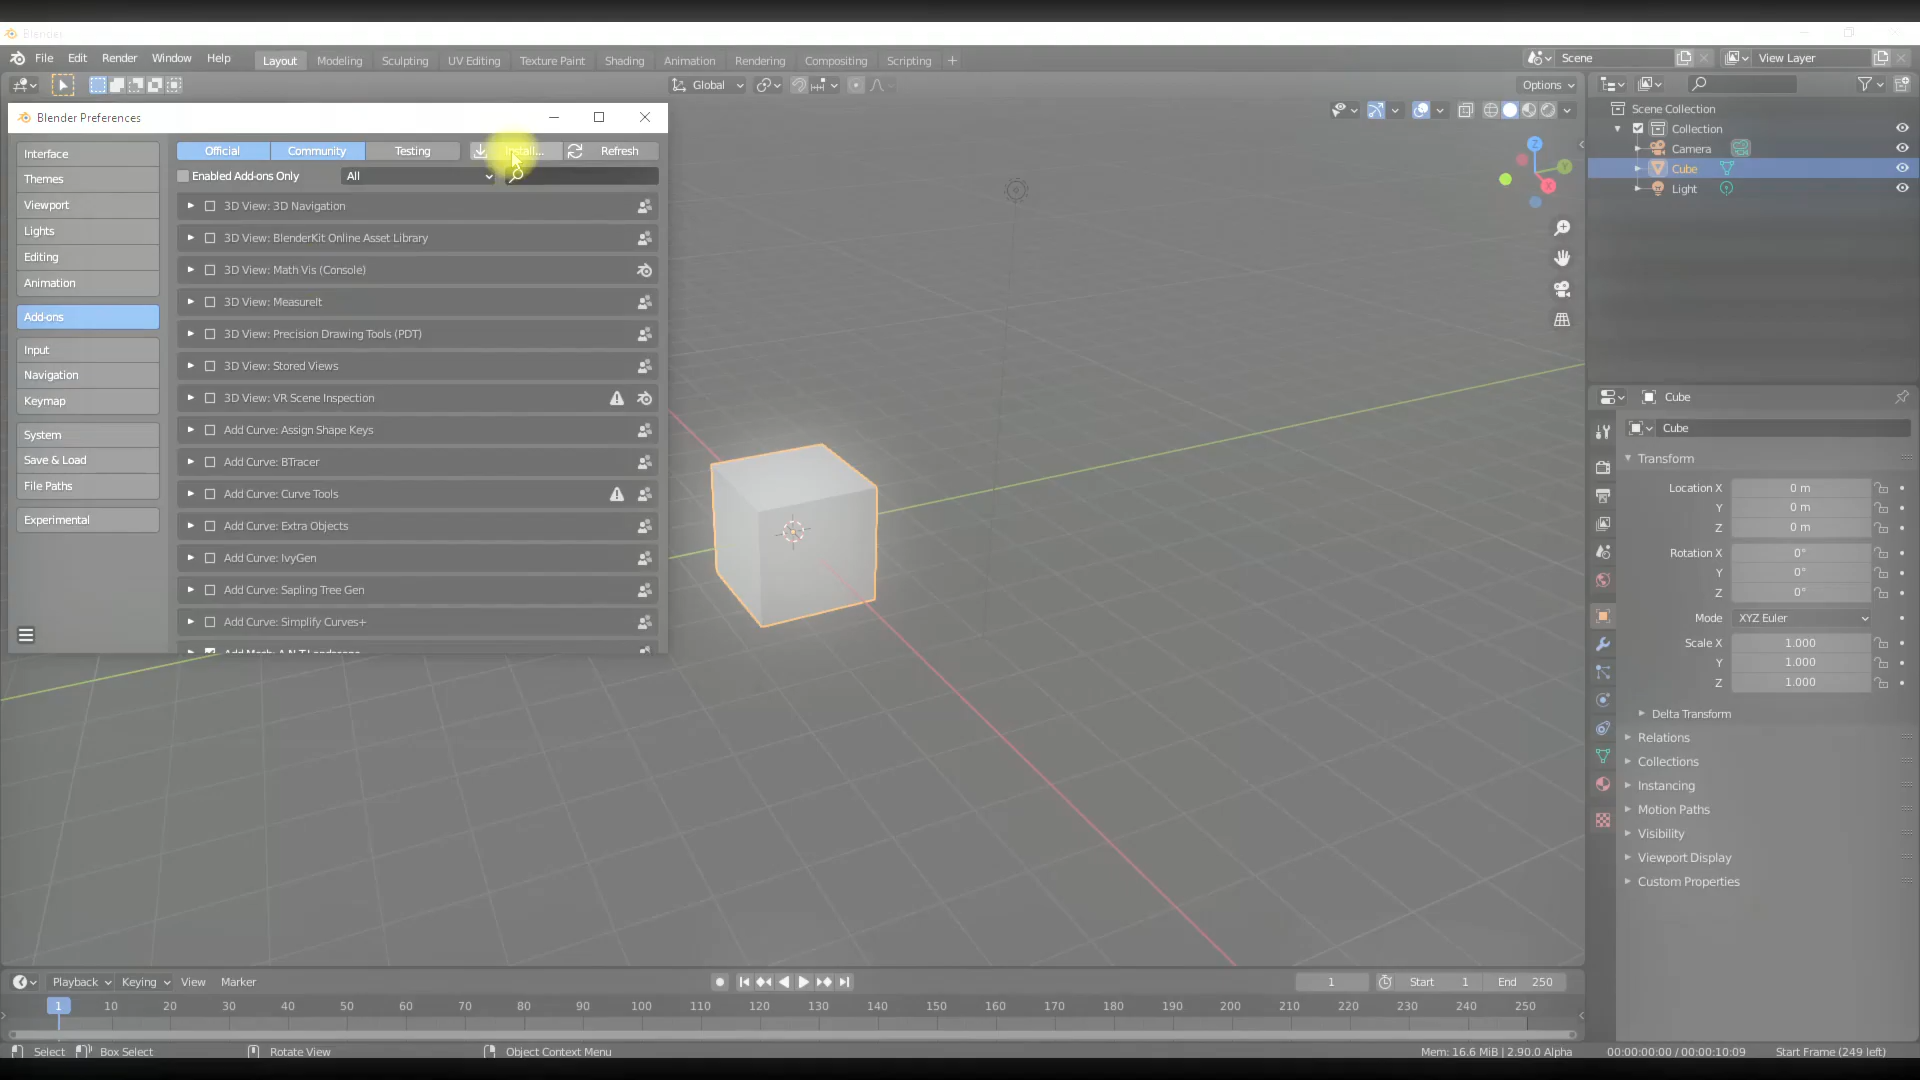 Blender
File Edit Render Window Help Layout Modeling Sculpting UV Editing Texture Paint Shading Animation Rendering Compositing Scripting + Scene View Layer
Global Options
Blender Preferences
Interface
Themes
Viewport
Lights
Editing
Animation
Add-ons
Input
Navigation
Keymap
System
Save & Load
File Paths
Experimental
Official Community Testing Install... Refresh
Enabled Add-ons Only All
3D View: 3D Navigation
3D View: BlenderKit Online Asset Library
3D View: Math Vis (Console)
3D View: MeasureIt
3D View: Precision Drawing Tools (PDT)
3D View: Stored Views
3D View: VR Scene Inspection
Add Curve: Assign Shape Keys
Add Curve: BTracer
Add Curve: Curve Tools
Add Curve: Extra Objects
Add Curve: IvyGen
Add Curve: Sapling Tree Gen
Add Curve: Simplify Curves+
Add Mesh: A.N.T.Landscape
Z
Y
X
Scene Collection
Collection
Camera
Cube
Light
Cube
Cube
Transform
Location X 0 m
Y 0 m
Z 0 m
Rotation X 0°
Y 0°
Z 0°
Mode XYZ Euler
Scale X 1.000
Y 1.000
Z 1.000
Delta Transform
Relations
Collections
Instancing
Motion Paths
Visibility
Viewport Display
Custom Properties
Playback Keying View Marker 1 Start 1 End 250
1 10 20 30 40 50 60 70 80 90 100 110 120 130 140 150 160 170 180 190 200 210 220 230 240 250
Select Box Select Rotate View Object Context Menu Mem: 16.6 MiB | 2.90.0 Alpha 00:00:00:00 / 00:00:10:09 Start Frame (249 left)